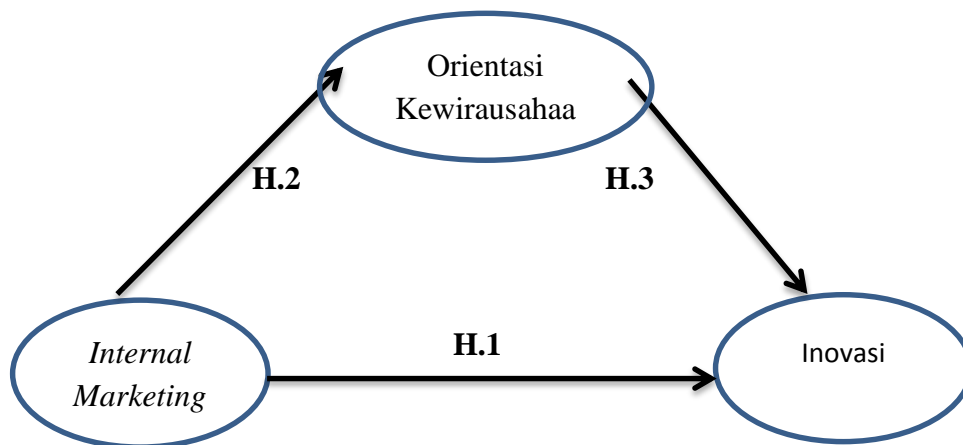 Orientasi
Kewirausahaa
H.2
H.3
H.1
Internal
Marketing
Inovasi